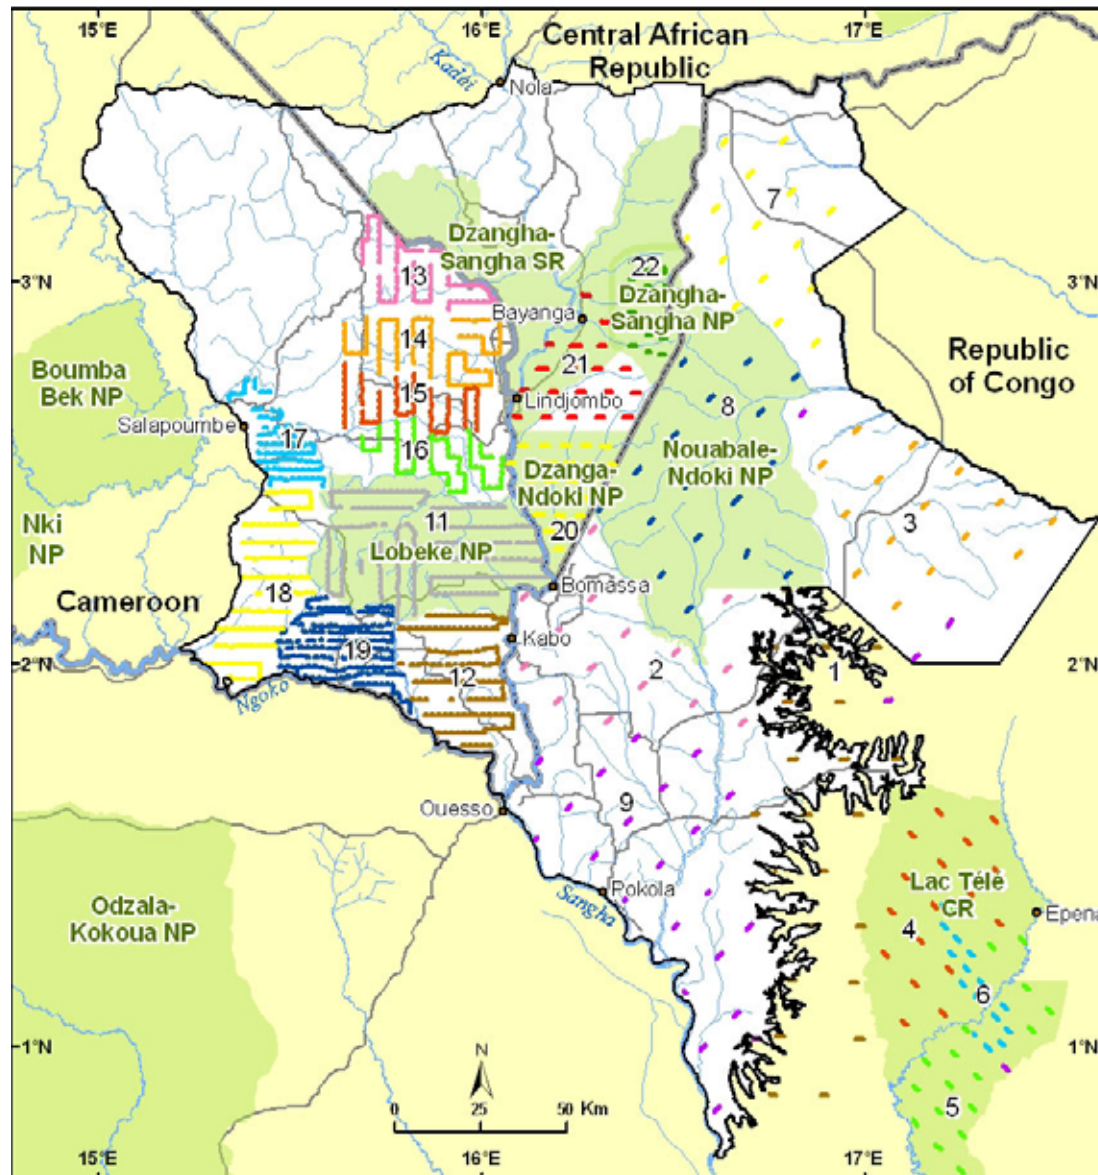 15°E
16°E
17°E
Central African
Republic
Kadéï
Nola
7
Dzangha-
Sangha SR
13
22
3°N
3°N
Dzangha-
Sangha NP
Bayanga
14
Republic
of Congo
Boumba
Bek NP
21
15
Lindjombo
8
Salapoumbe
17
16
Nouabale-
Ndoki NP
Dzanga-
Ndoki NP
11
3
Nki
NP
Lobeke NP
20
Bomassa
18
Cameroon
Kabo
19
2°N
12
2
1
2°N
Ngoko
9
Ouesso
Pokola
Lac Télé
CR
Odzala-
Kokoua NP
Sangha
4
Epena
6
1°N
N
1°N
0
25
50 Km
5
15°E
16°E
17°E